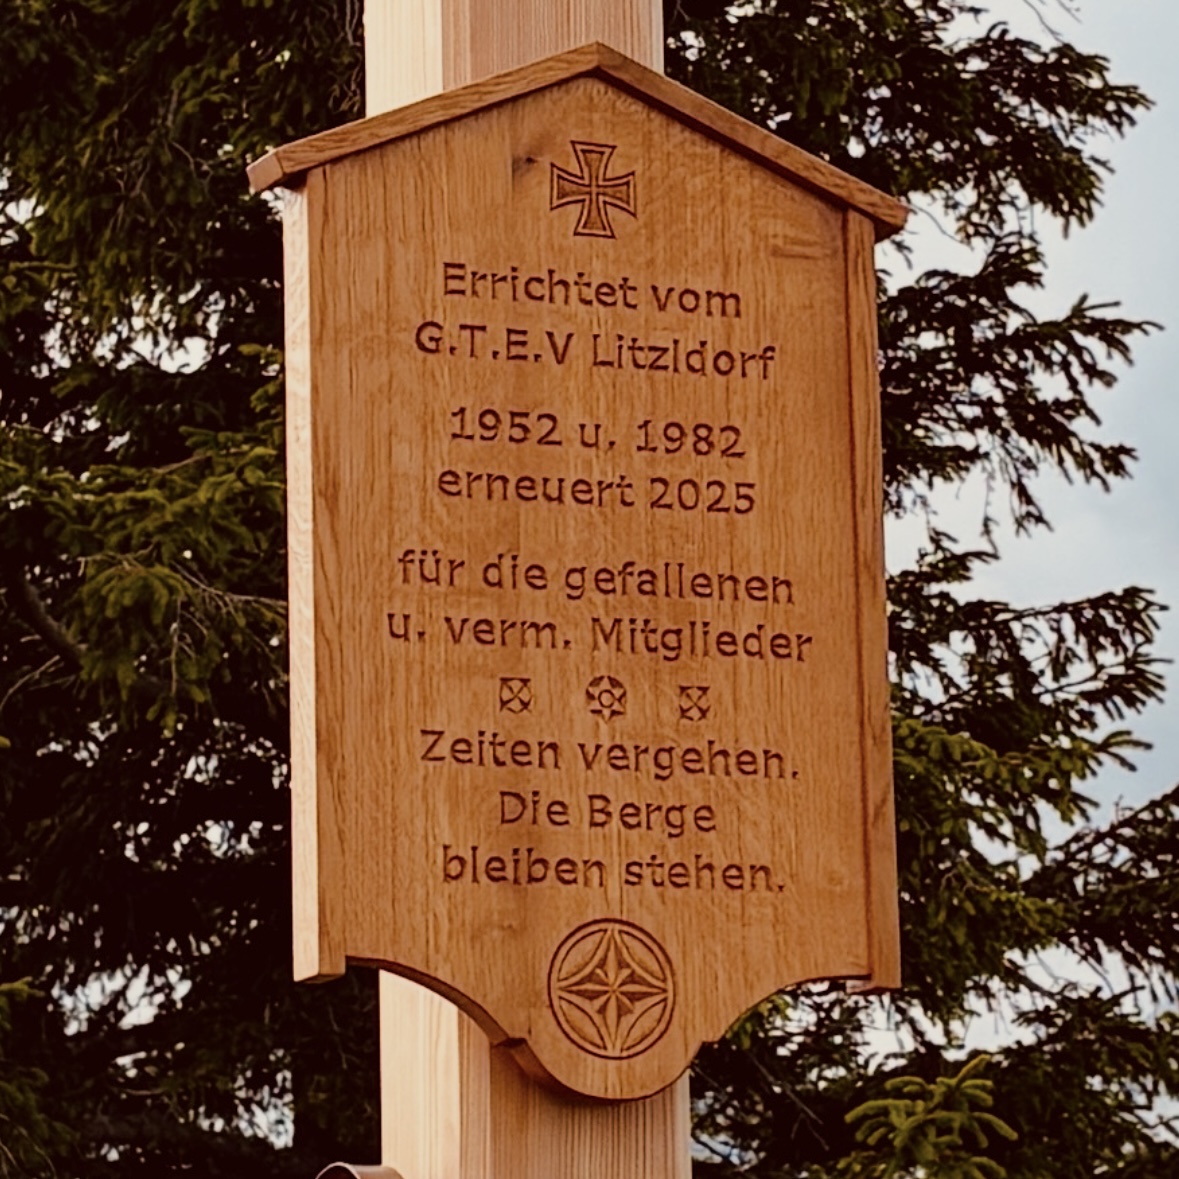 Errichtet vom
G.T.E.V Litzldorf
1952 u. 1982
erneuert 2025
für die gefallenen
u. verm. Mitglieder
Zeiten vergehen.
Die Berge
bleiben stehen.